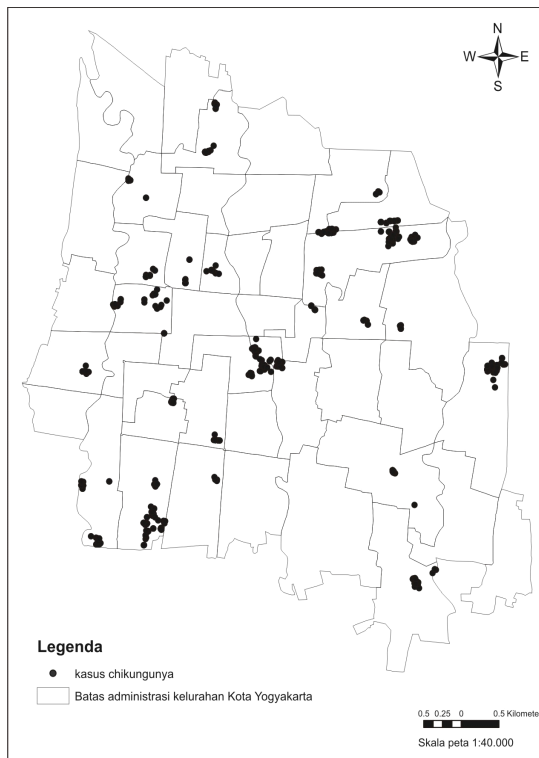 N
W E
S
Legenda
kasus chikungunya
Batas administrasi kelurahan Kota Yogyakarta
0.5 0.25 0 0.5 Kilomete
Skala peta 1:40.000